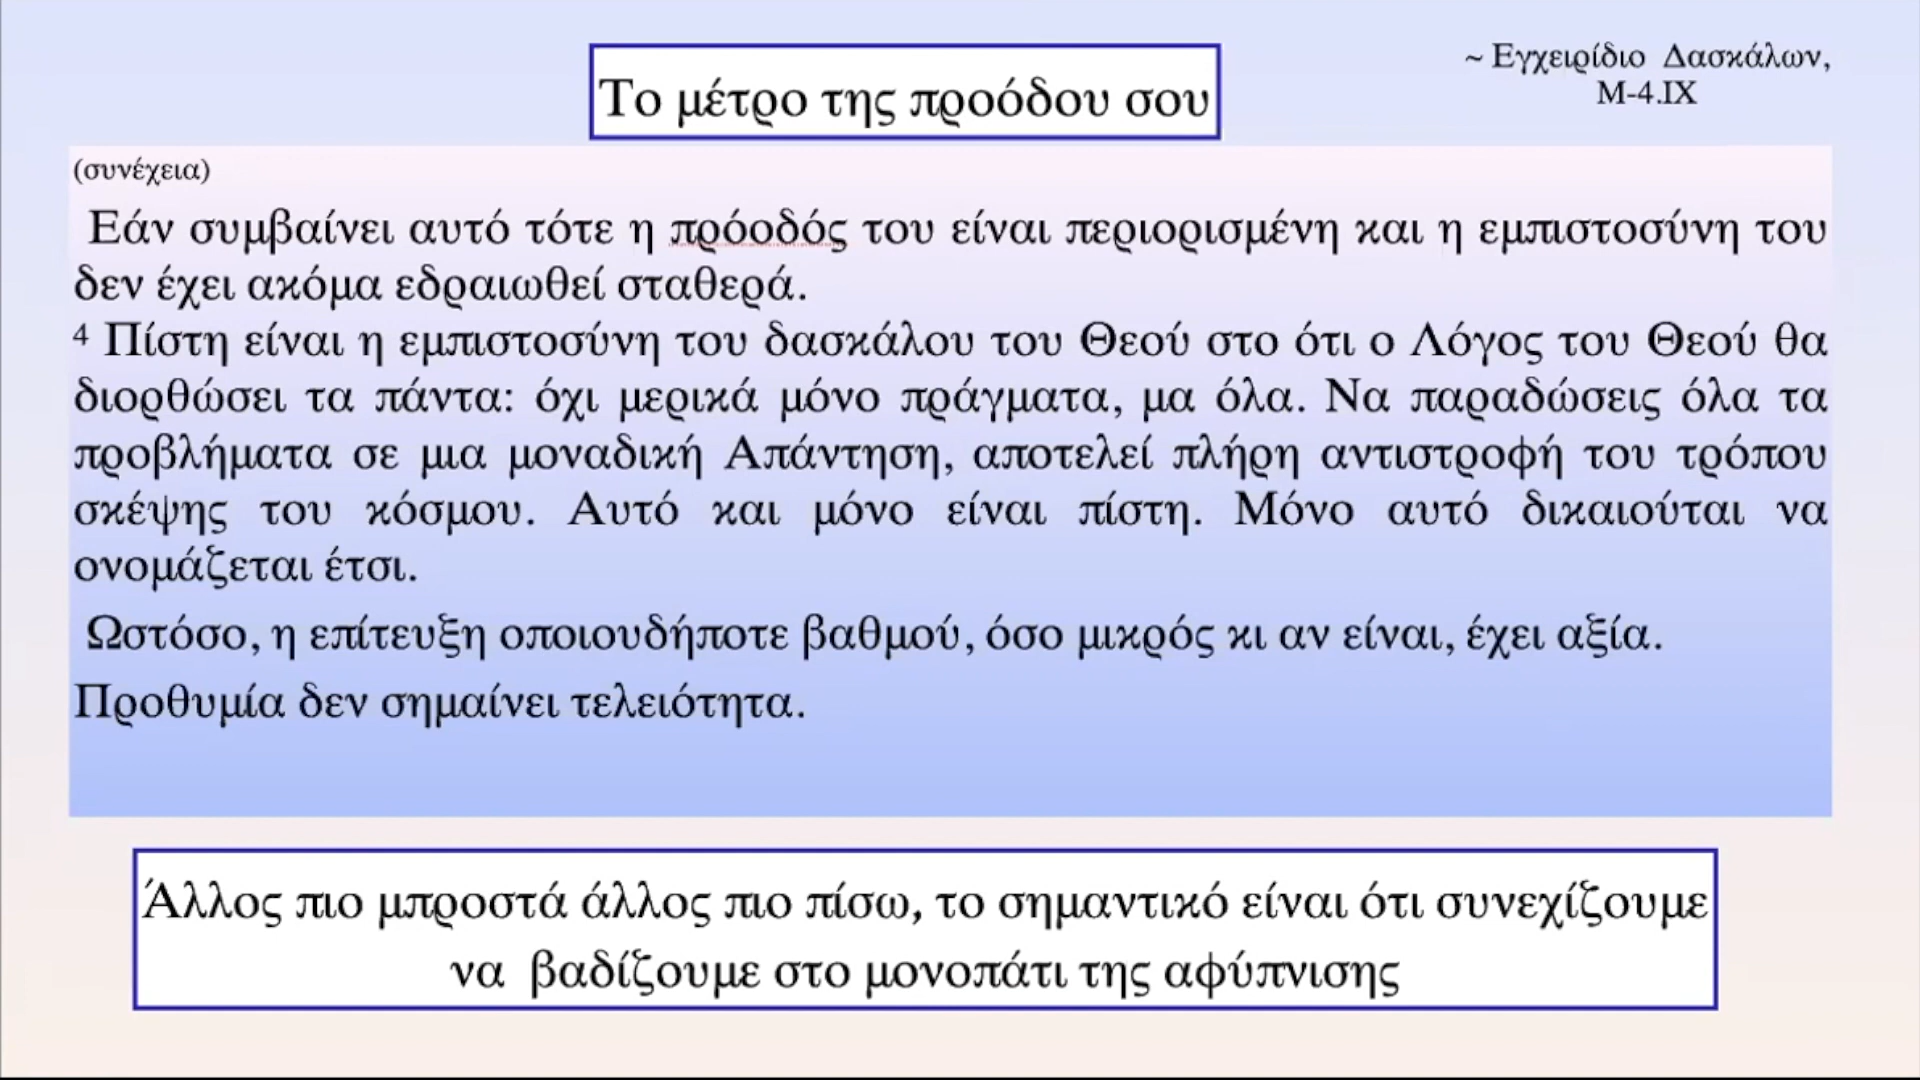 ~ Εγχειρίδιο Δασκάλων,
Μ-4.ΙΧ
Το μέτρο της προόδου σου
(συνέχεια)
Εάν συμβαίνει αυτό τότε η πρόοδός του είναι περιορισμένη και η εμπιστοσύνη του
δεν έχει ακόμα εδραιωθεί σταθερά.
⁴ Πίστη είναι η εμπιστοσύνη του δασκάλου του Θεού στο ότι ο Λόγος του Θεού θα
διορθώσει τα πάντα: όχι μερικά μόνο πράγματα, μα όλα. Να παραδώσεις όλα τα
προβλήματα σε μια μοναδική Απάντηση, αποτελεί πλήρη αντιστροφή του τρόπου
σκέψης του κόσμου. Αυτό και μόνο είναι πίστη. Μόνο αυτό δικαιούται να
ονομάζεται έτσι.
Ωστόσο, η επίτευξη οποιουδήποτε βαθμού, όσο μικρός κι αν είναι, έχει αξία.
Προθυμία δεν σημαίνει τελειότητα.
Άλλος πιο μπροστά άλλος πιο πίσω, το σημαντικό είναι ότι συνεχίζουμε
να βαδίζουμε στο μονοπάτι της αφύπνισης